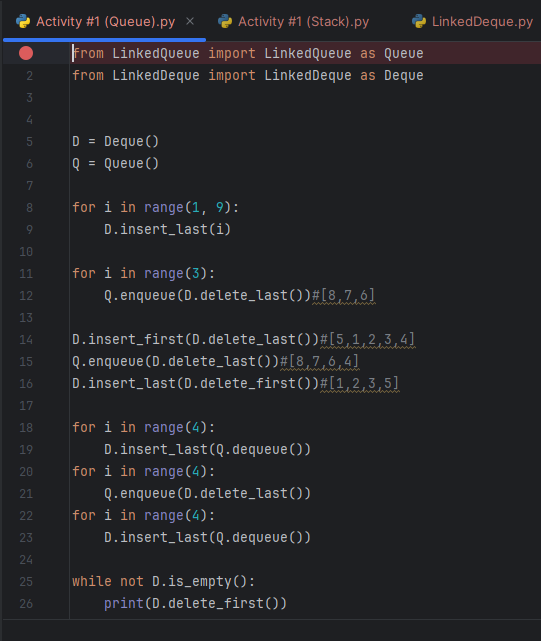 Activity #1 (Queue).py × Activity #1 (Stack).py LinkedDeque.py
from LinkedQueue import LinkedQueue as Queue
2 from LinkedDeque import LinkedDeque as Deque
3
4
5 D = Deque()
6 Q = Queue()
7
8 for i in range(1, 9):
9     D.insert_last(i)
10
11 for i in range(3):
12     Q.enqueue(D.delete_last())#[8,7,6]
13
14 D.insert_first(D.delete_last())#[5,1,2,3,4]
15 Q.enqueue(D.delete_last())#[8,7,6,4]
16 D.insert_last(D.delete_first())#[1,2,3,5]
17
18 for i in range(4):
19     D.insert_last(Q.dequeue())
20 for i in range(4):
21     Q.enqueue(D.delete_last())
22 for i in range(4):
23     D.insert_last(Q.dequeue())
24
25 while not D.is_empty():
26     print(D.delete_first())